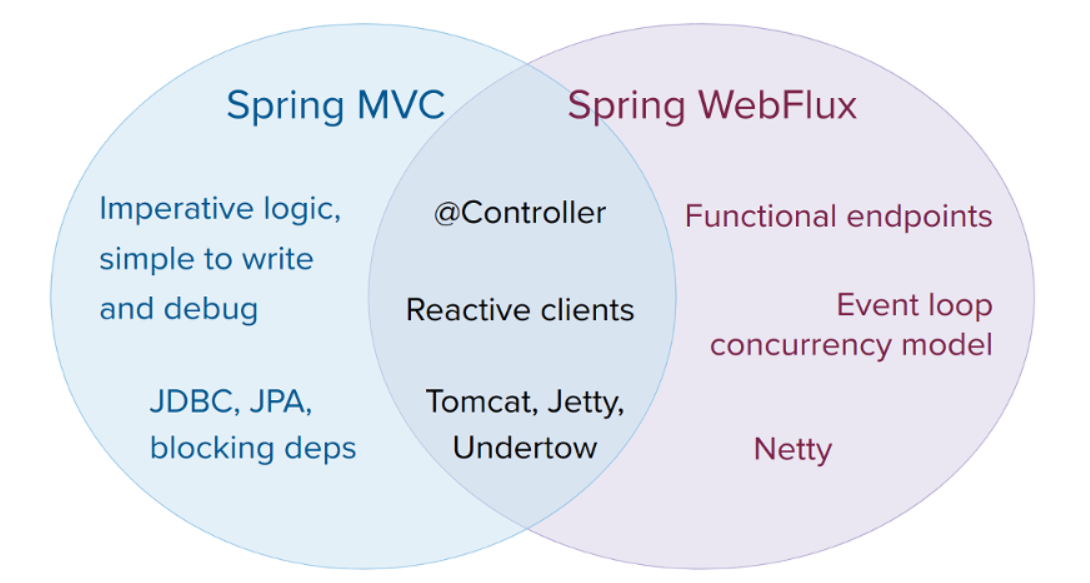 Spring MVC
Spring WebFlux
Imperative logic,
simple to write
and debug
JDBC, JPA,
blocking deps
@Controller
Reactive clients
Tomcat, Jetty,
Undertow
Functional endpoints
Event loop
concurrency model
Netty